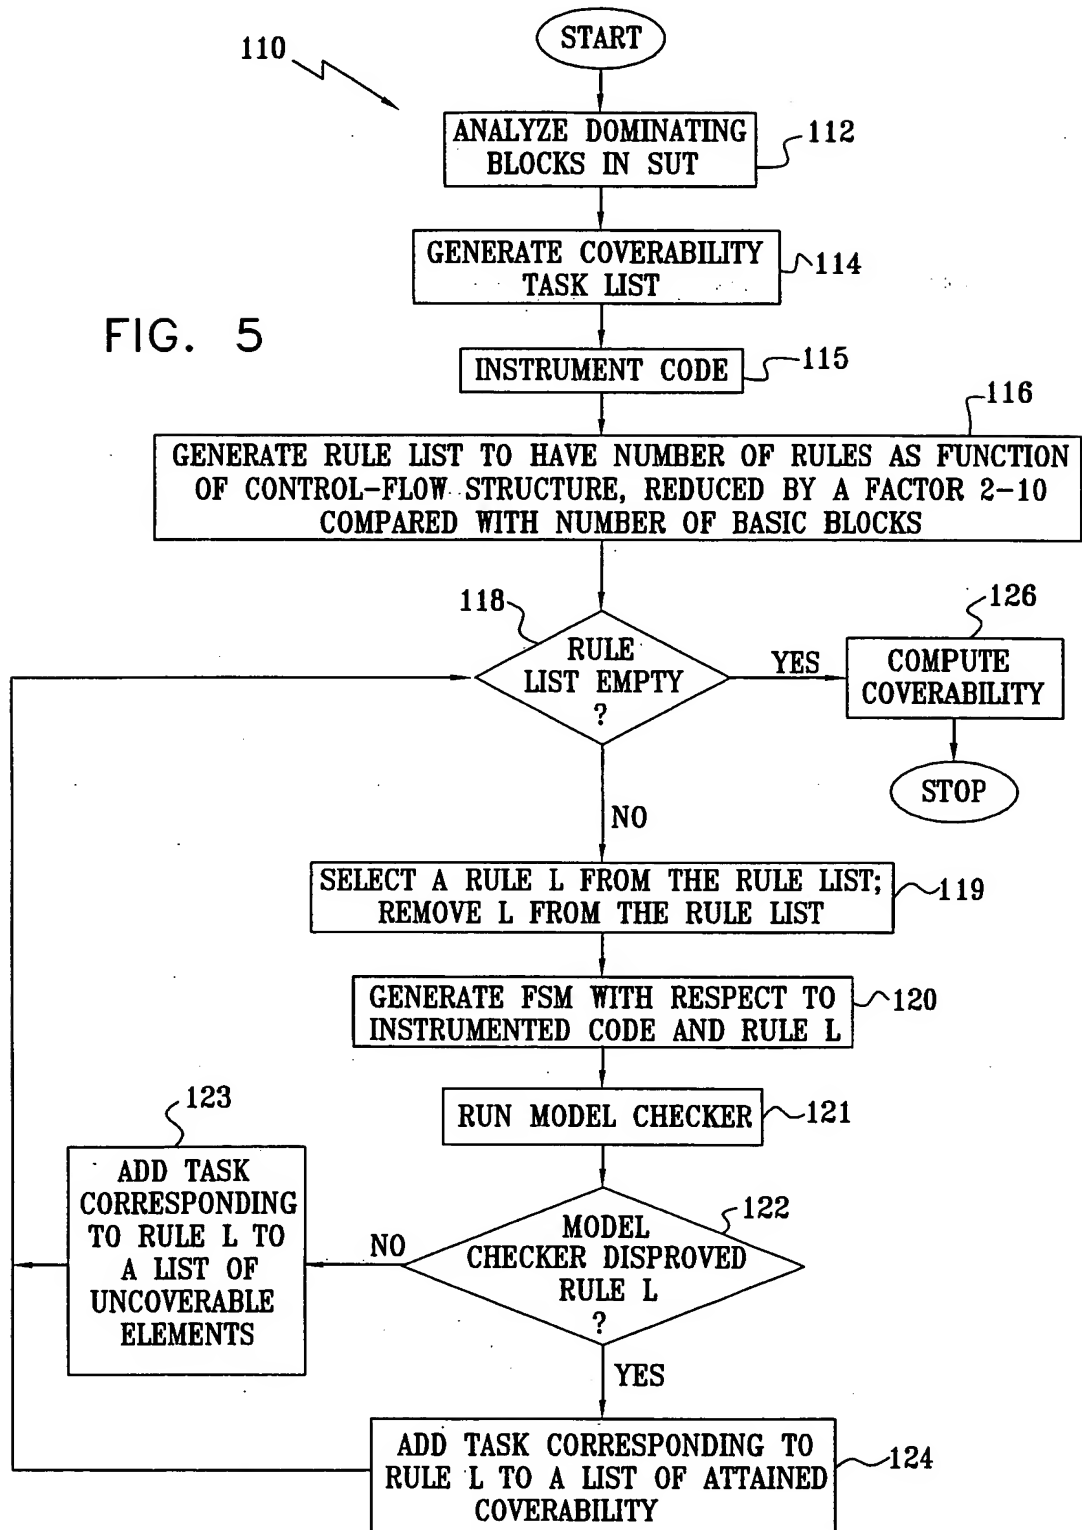 START
110
ANALYZE DOMINATING
BLOCKS IN SUT
112
GENERATE COVERABILITY
TASK LIST
114
FIG. 5
INSTRUMENT CODE
115
116
GENERATE RULE LIST TO HAVE NUMBER OF RULES AS FUNCTION
OF CONTROL-FLOW STRUCTURE, REDUCED BY A FACTOR 2-10
COMPARED WITH NUMBER OF BASIC BLOCKS
118
RULE
LIST EMPTY
?
YES
126
COMPUTE
COVERABILITY
STOP
NO
SELECT A RULE L FROM THE RULE LIST;
REMOVE L FROM THE RULE LIST
119
GENERATE FSM WITH RESPECT TO
INSTRUMENTED CODE AND RULE L
120
RUN MODEL CHECKER
121
122
MODEL
CHECKER DISPROVED
RULE L
?
NO
123
ADD TASK
CORRESPONDING
TO RULE L TO
A LIST OF
UNCOVERABLE
ELEMENTS
YES
ADD TASK CORRESPONDING TO
RULE L TO A LIST OF ATTAINED
COVERABILITY
124